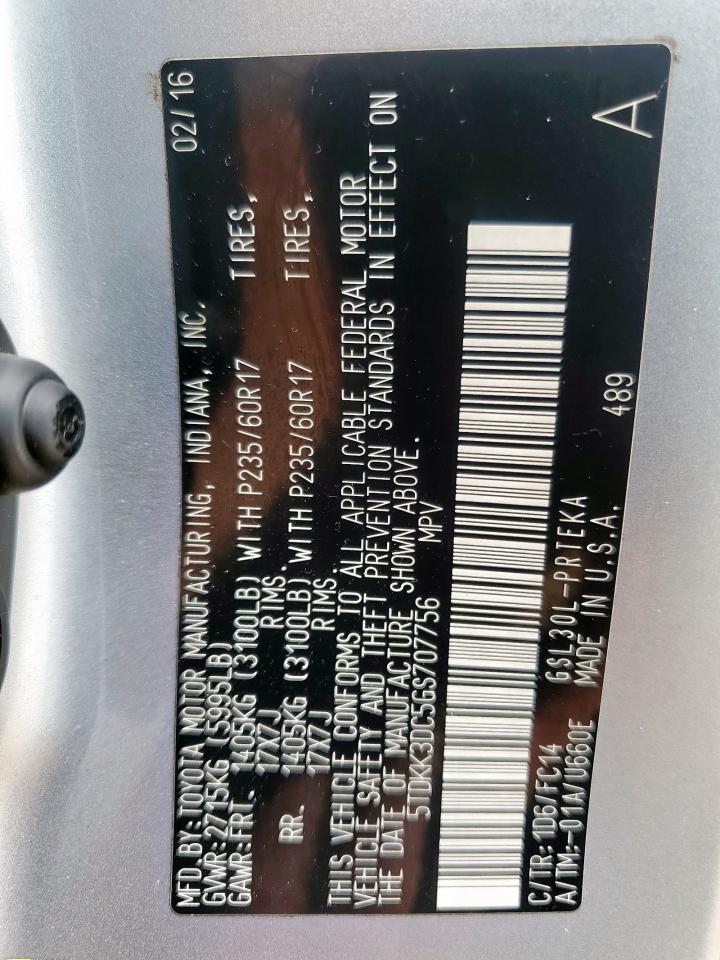 MFD.BY:TOYOTA MOTOR MANUFACTURING, INDIANA, INC. 02/16
GVWR:2715KG (5995LB)
GAWR:FRT. 1405KG (3100LB) WITH P235/60R17 TIRES,
17X7J RIMS.
RR. 1405KG (3100LB).WITH P235/60R17 TIRES,
17X7J RIMS.
THIS VEHICLE CONFORMS TO ALL APPLICABLE FEDERAL MOTOR
VEHICLE SAFETY AND THEFT PREVENTION STANDARDS IN EFFECT ON
THE DATE OF MANUFACTURE SHOWN ABOVE.
5TDKK3DC5GS707756 MPV
C/TR:1D6/FC14 GSL30L-PRTEKA 489 A
A/TM:-01A/U660E MADE IN U.S.A.